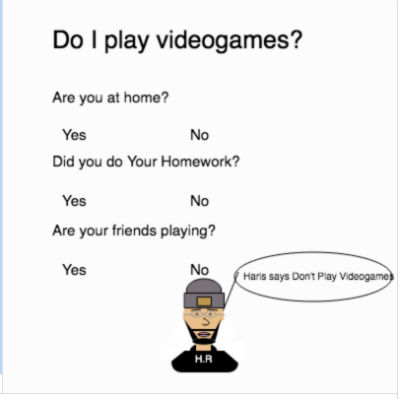 Do I play videogames?
Are you at home?
Yes No
Did you do Your Homework?
Yes No
Are your friends playing?
Yes No
Haris says Don't Play Videogames
H.R